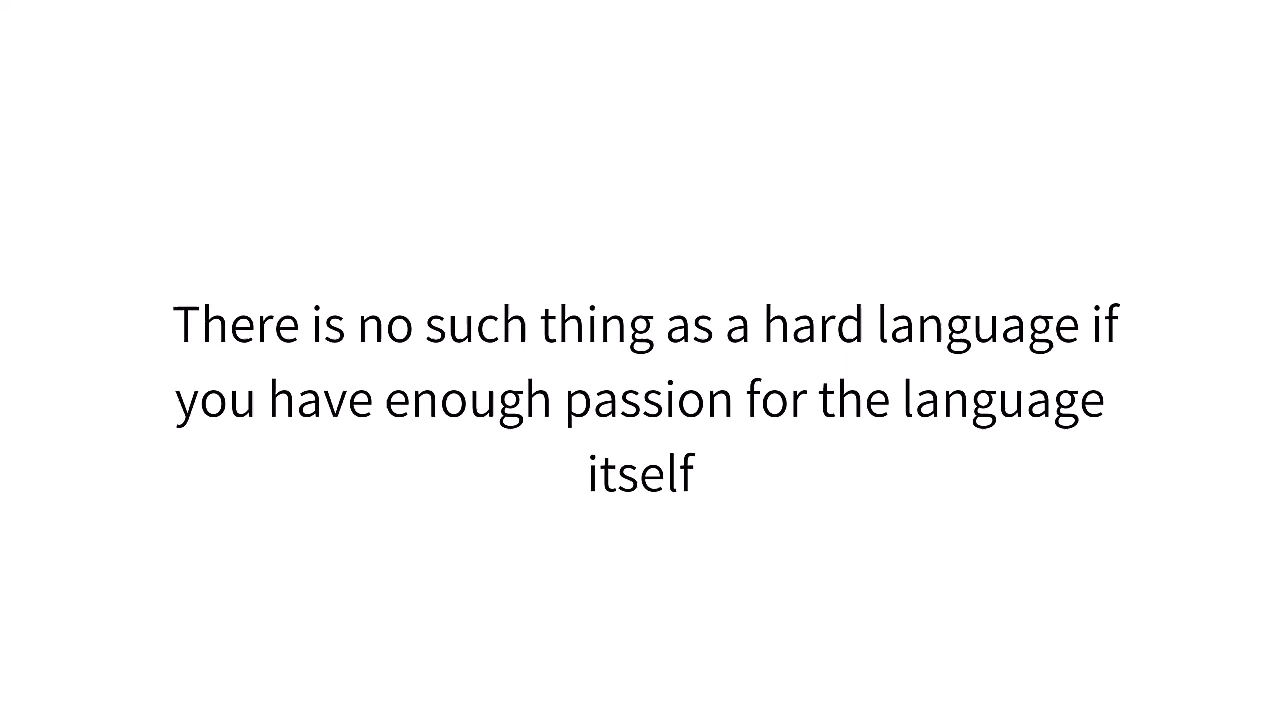 There is no such thing as a hard language if
you have enough passion for the language
itself